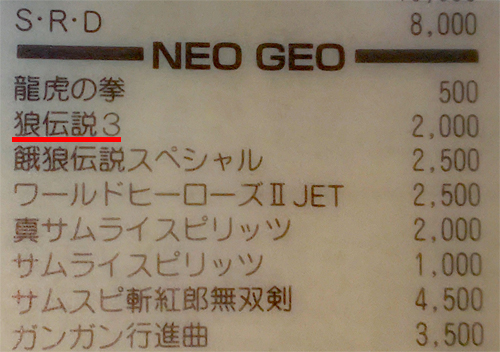 S·R·D 8,000
NEO GEO
龍虎の拳 500
狼伝説3 2,000
餓狼伝説スペシャル 2,500
ワールドヒーローズⅡJET 2,500
真サムライスピリッツ 2,000
サムライスピリッツ 1,000
サムスピ斬紅郎無双剣 4,500
ガンガン行進曲 3,500